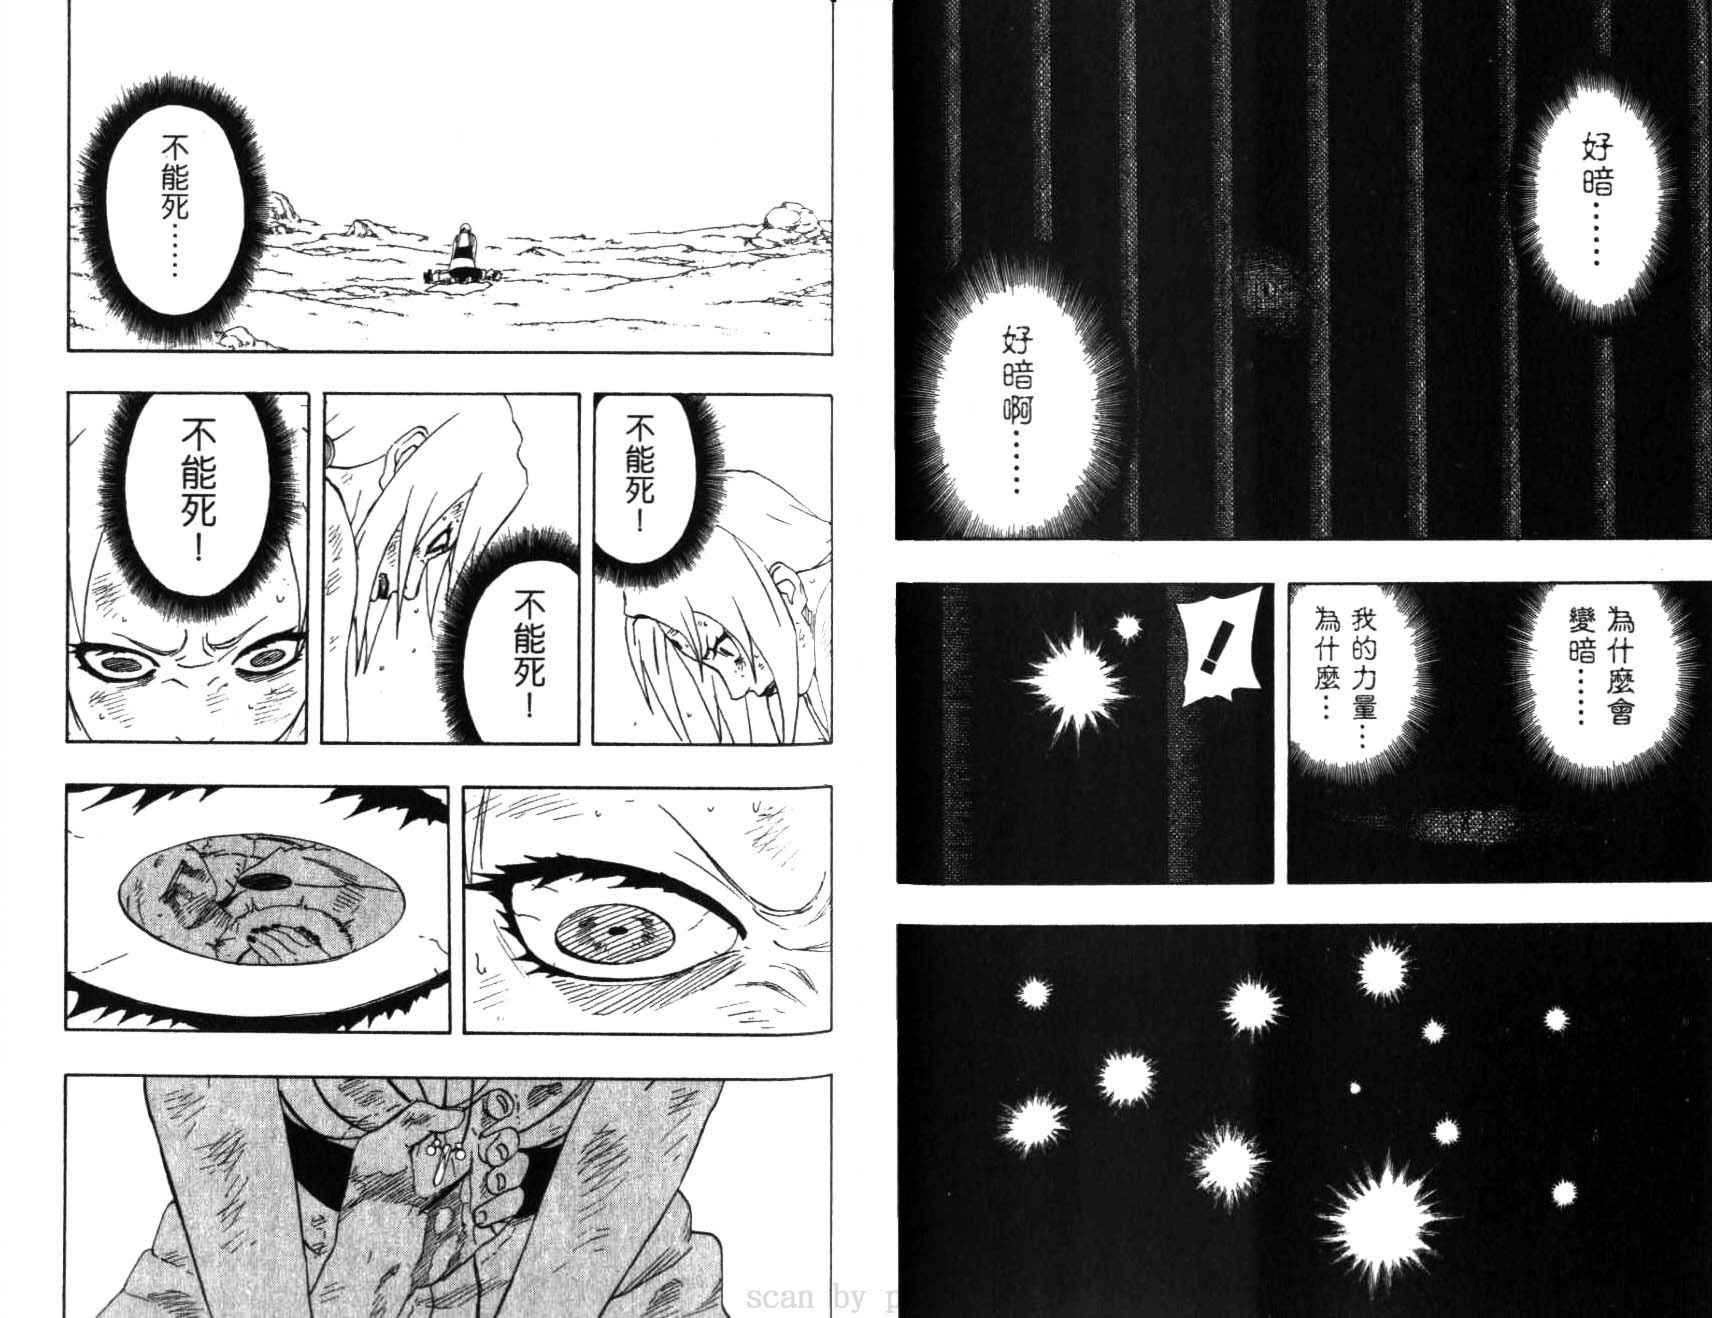 好暗……
好暗啊……
為什麼會
變暗……
我的力量…
為什麼…
！
不能死……
不能死！
不能死！
不能死！
scan by p